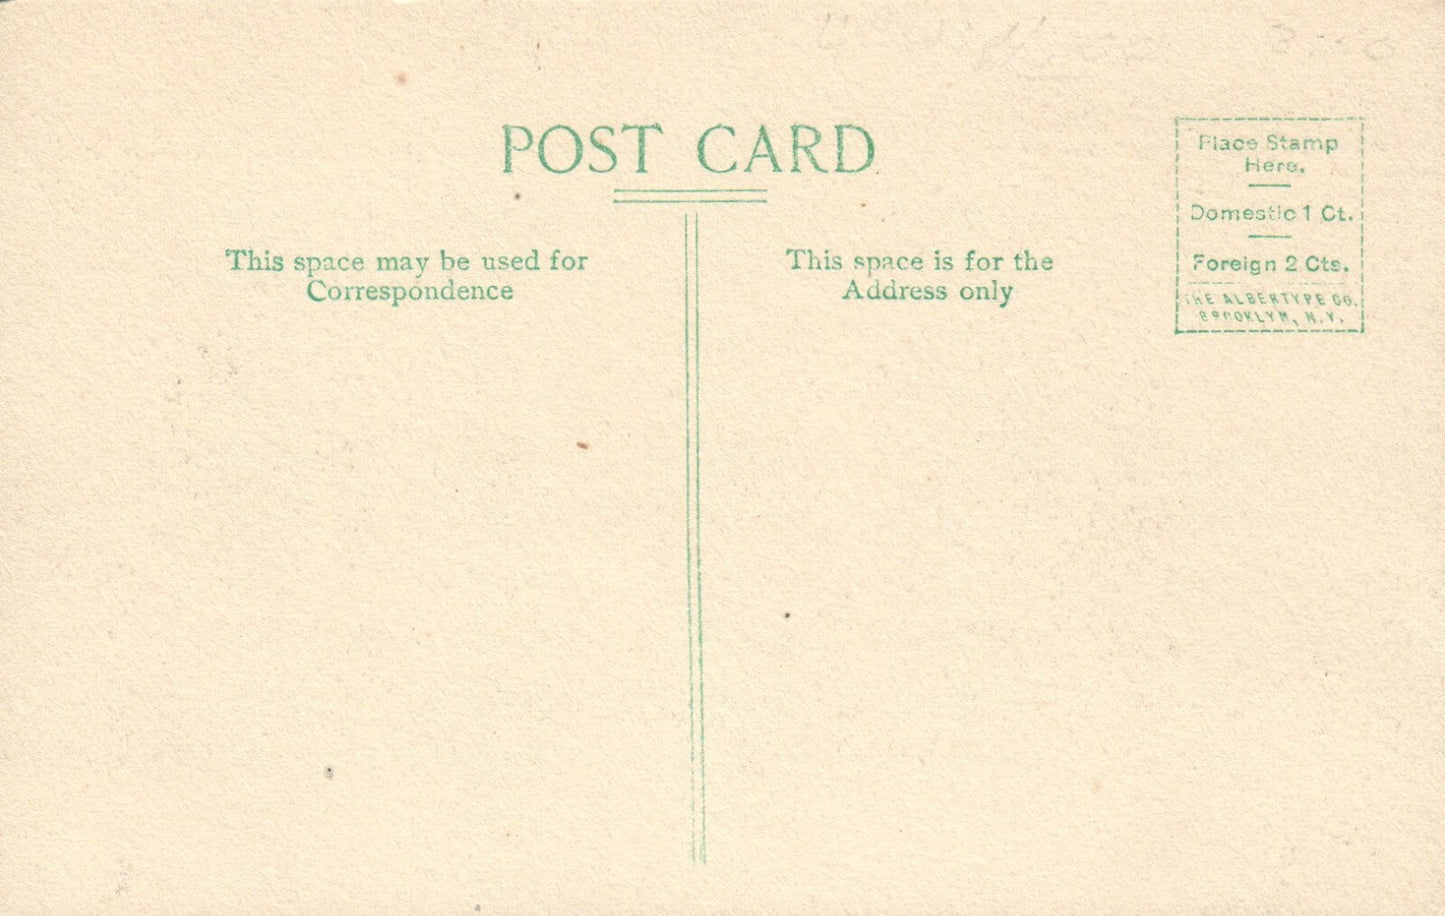 POST CARD
Place Stamp
Here.
Domestic 1 Ct.
Foreign 2 Cts.
THE ALBERTYPE CO.
BROOKLYN, N.Y.
This space may be used for
Correspondence
This space is for the
Address only